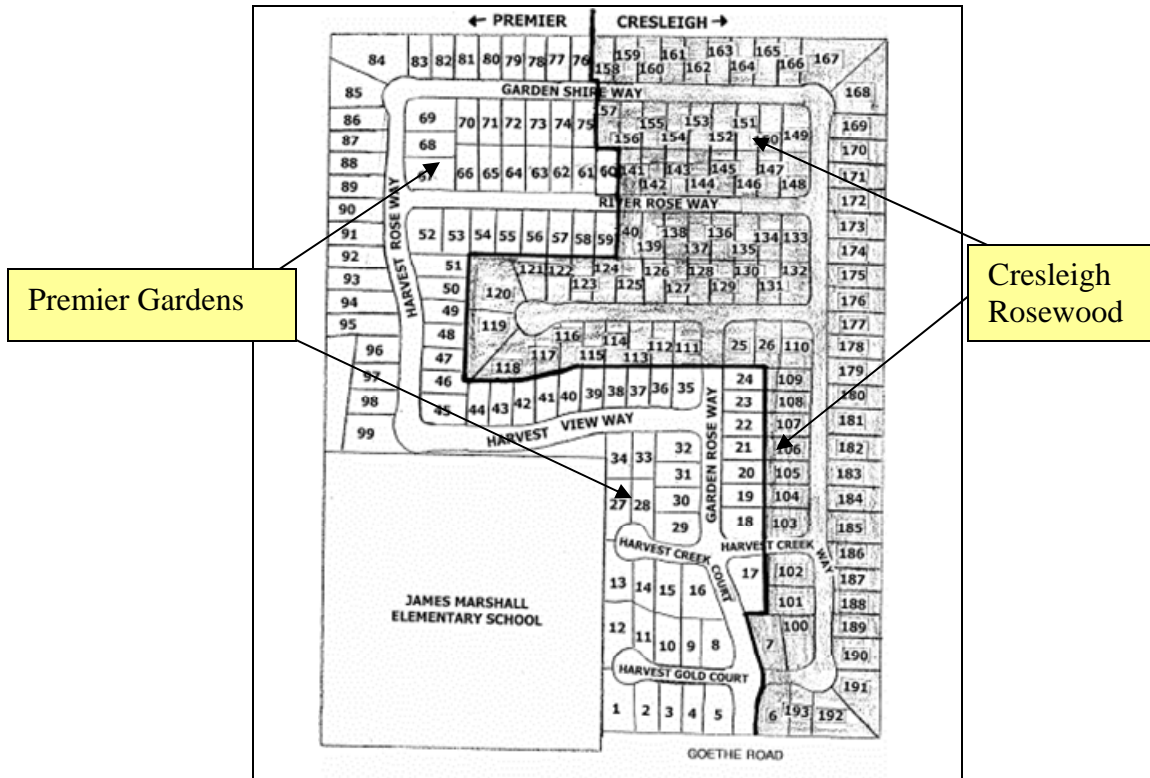 ← PREMIER CRESLEIGH →
84 83 82 81 80 79 78 77 76 158 159 160 161 162 163 164 165 166 167
85 GARDEN SHIRE WAY 168
86 69 70 71 72 73 74 75 57 156 155 154 153 152 151 149 169
87 68 170
88 66 65 64 63 62 61 60 141 142 143 144 145 146 147 148 171
89 RIVER ROSE WAY 172
90 HARVEST ROSE WAY 173
91 52 53 54 55 56 57 58 59 40 139 138 137 136 135 134 133 174
92 51 121 122 123 124 125 126 127 128 129 130 131 132 175
93 50 120 176
94 49 119 177
95 48 118 117 116 115 114 113 112 111 25 26 110 178
96 47 179
97 46 24 109 180
98 45 44 43 42 41 40 39 38 37 36 35 23 108 181
99 HARVEST VIEW WAY GARDEN ROSE WAY 22 107 182
34 33 32 21 106 183
31 20 105 184
27 28 30 19 104 185
29 18 103 186
HARVEST CREEK COURT HARVEST CREEK WAY
13 14 15 16 17 102 187
101 188
12 11 10 9 8 7 100 189
HARVEST GOLD COURT 190
1 2 3 4 5 6 193 192 191
JAMES MARSHALL
ELEMENTARY SCHOOL
GOETHE ROAD
Premier Gardens
Cresleigh
Rosewood